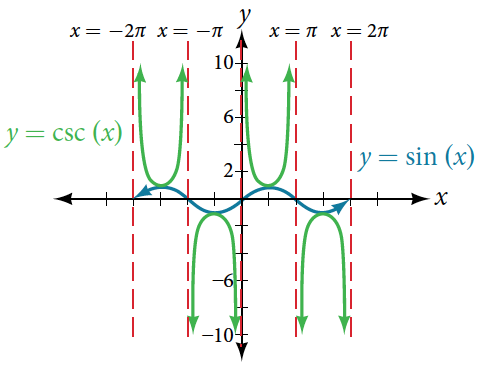 y
x = −2π x = −π x = π x = 2π
10
6
y = csc (x)
2
y = sin (x)
x
−6
−10